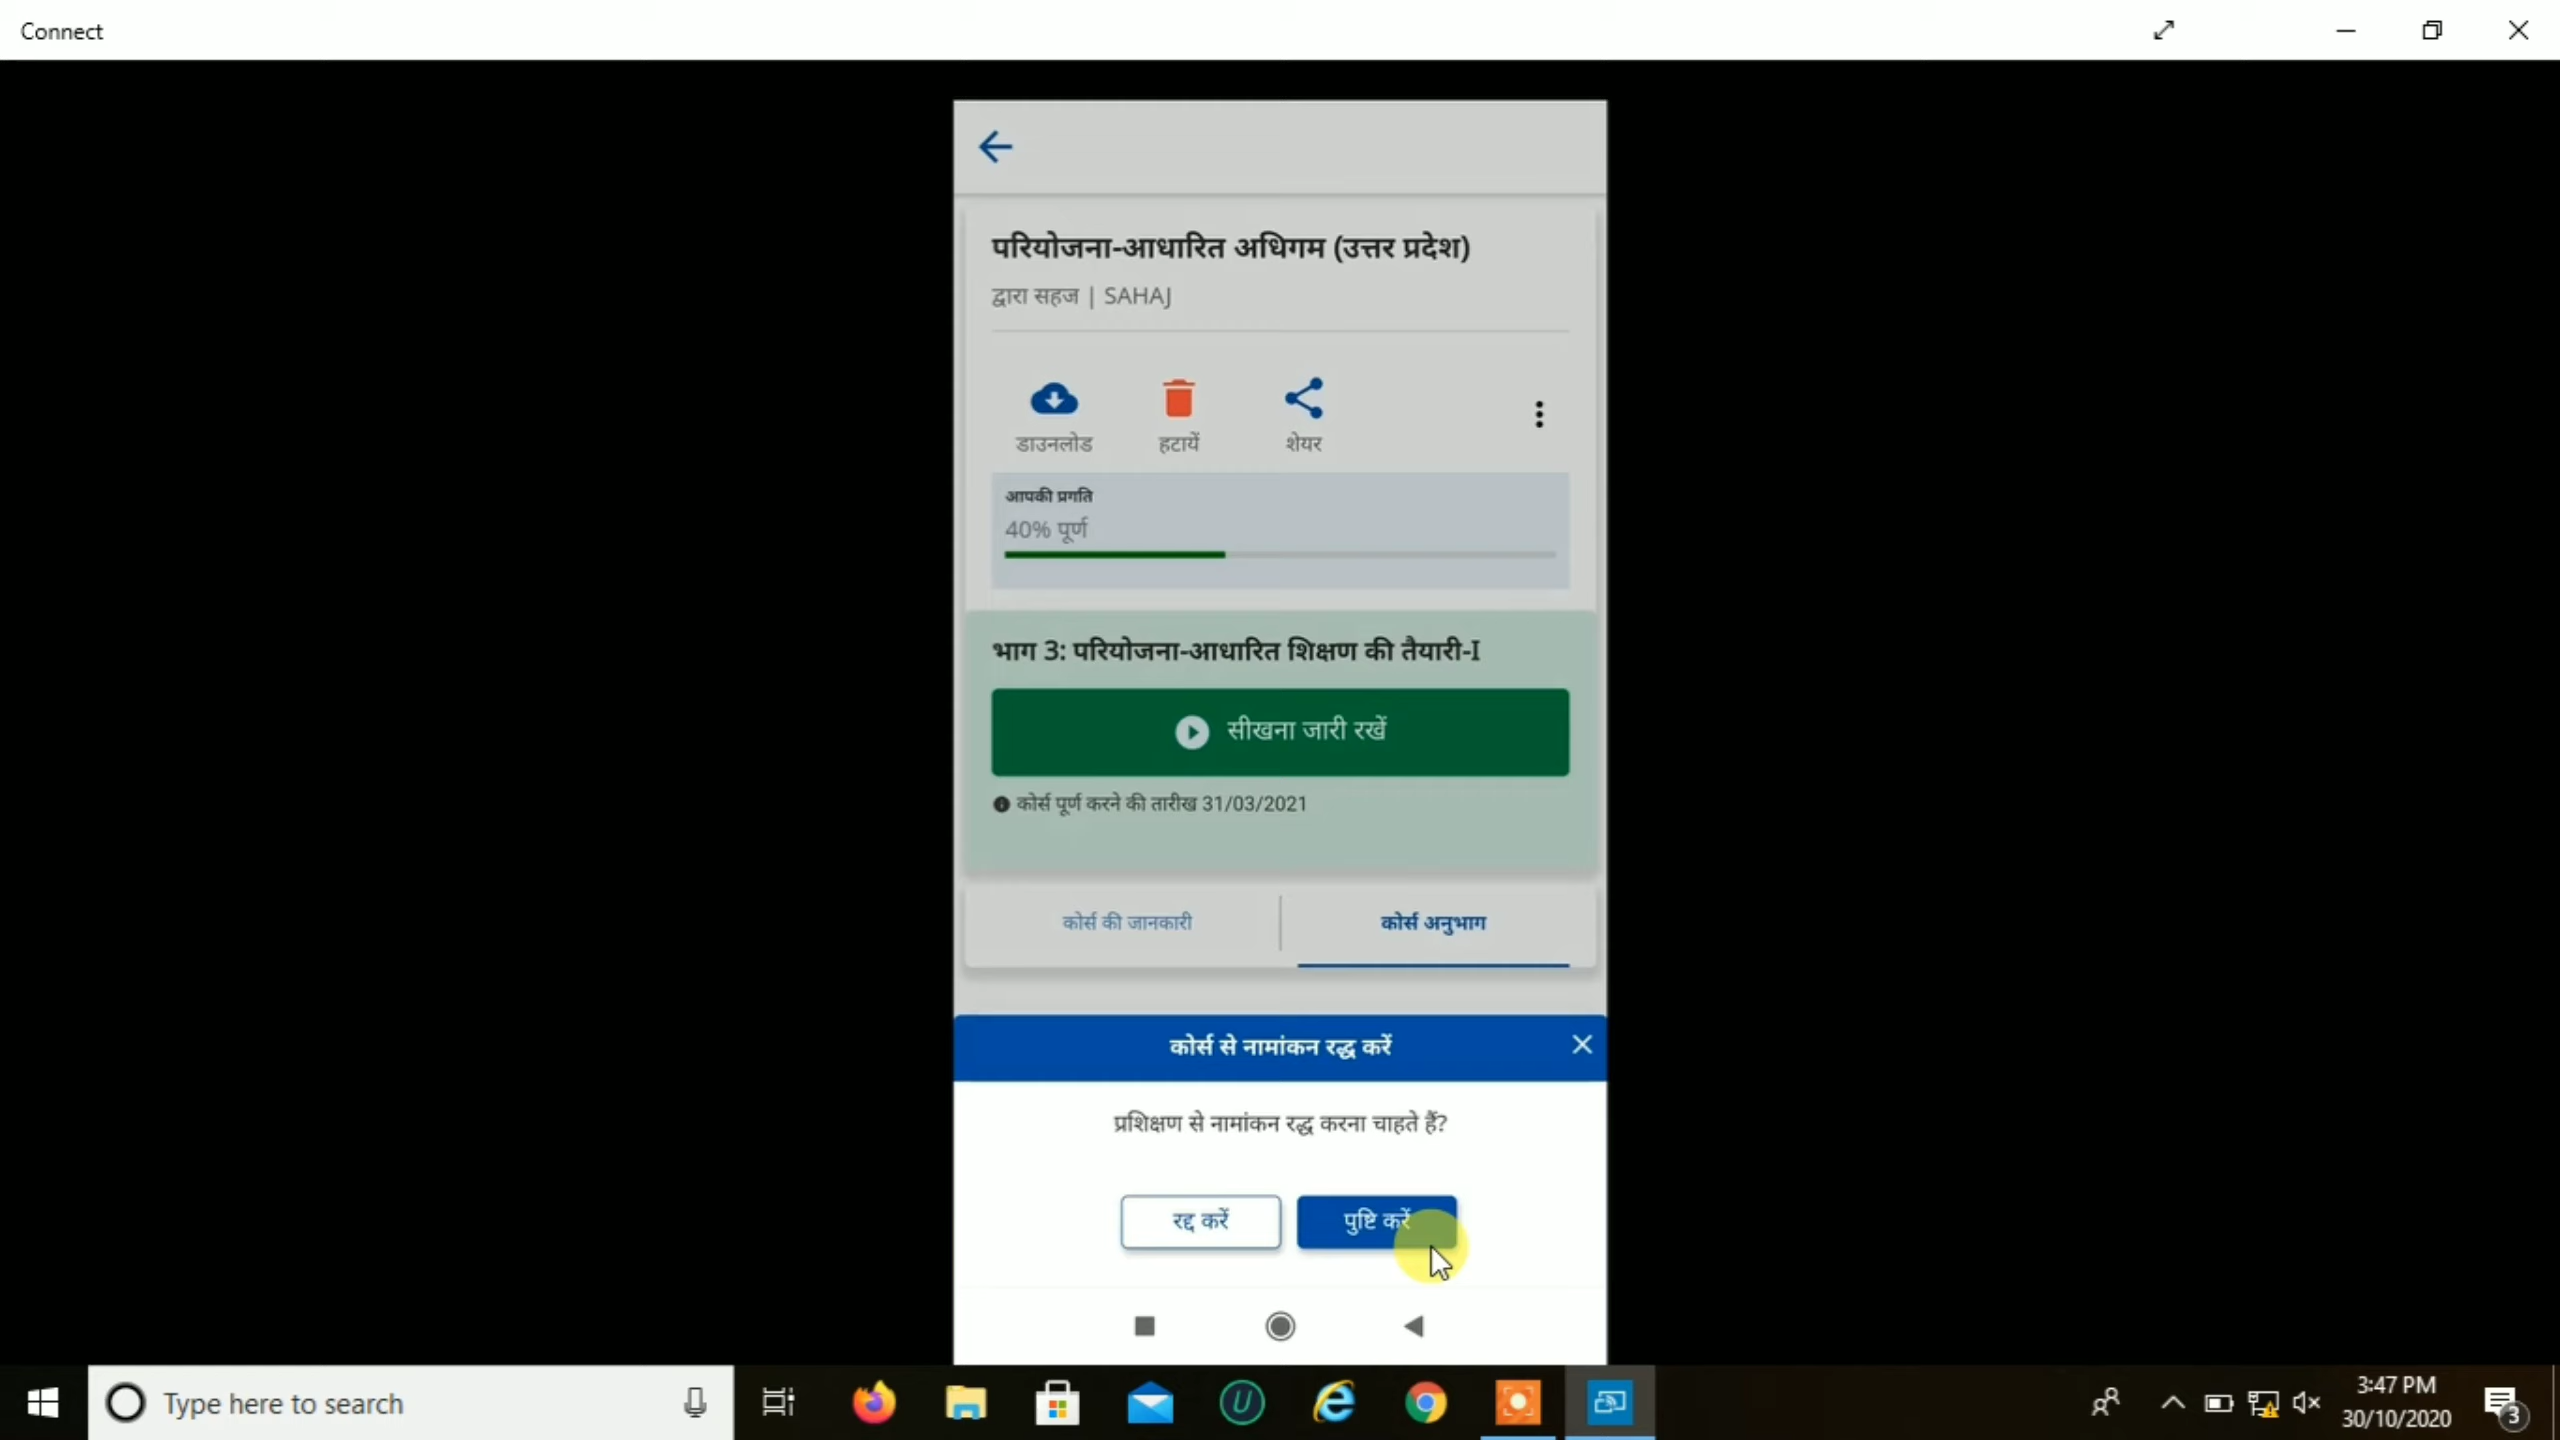 Connect
परियोजना-आधारित अधिगम (उत्तर प्रदेश)
द्वारा सहज | SAHAJ
डाउनलोड हटायें शेयर
आपकी प्रगति
40% पूर्ण
भाग 3: परियोजना-आधारित शिक्षण की तैयारी-I
सीखना जारी रखें
कोर्स पूर्ण करने की तारीख 31/03/2021
कोर्स की जानकारी कोर्स अनुभाग
कोर्स से नामांकन रद्ध करें
प्रशिक्षण से नामांकन रद्ध करना चाहते हैं?
रद्द करें पुष्टि करें
Type here to search
3:47 PM
30/10/2020
3